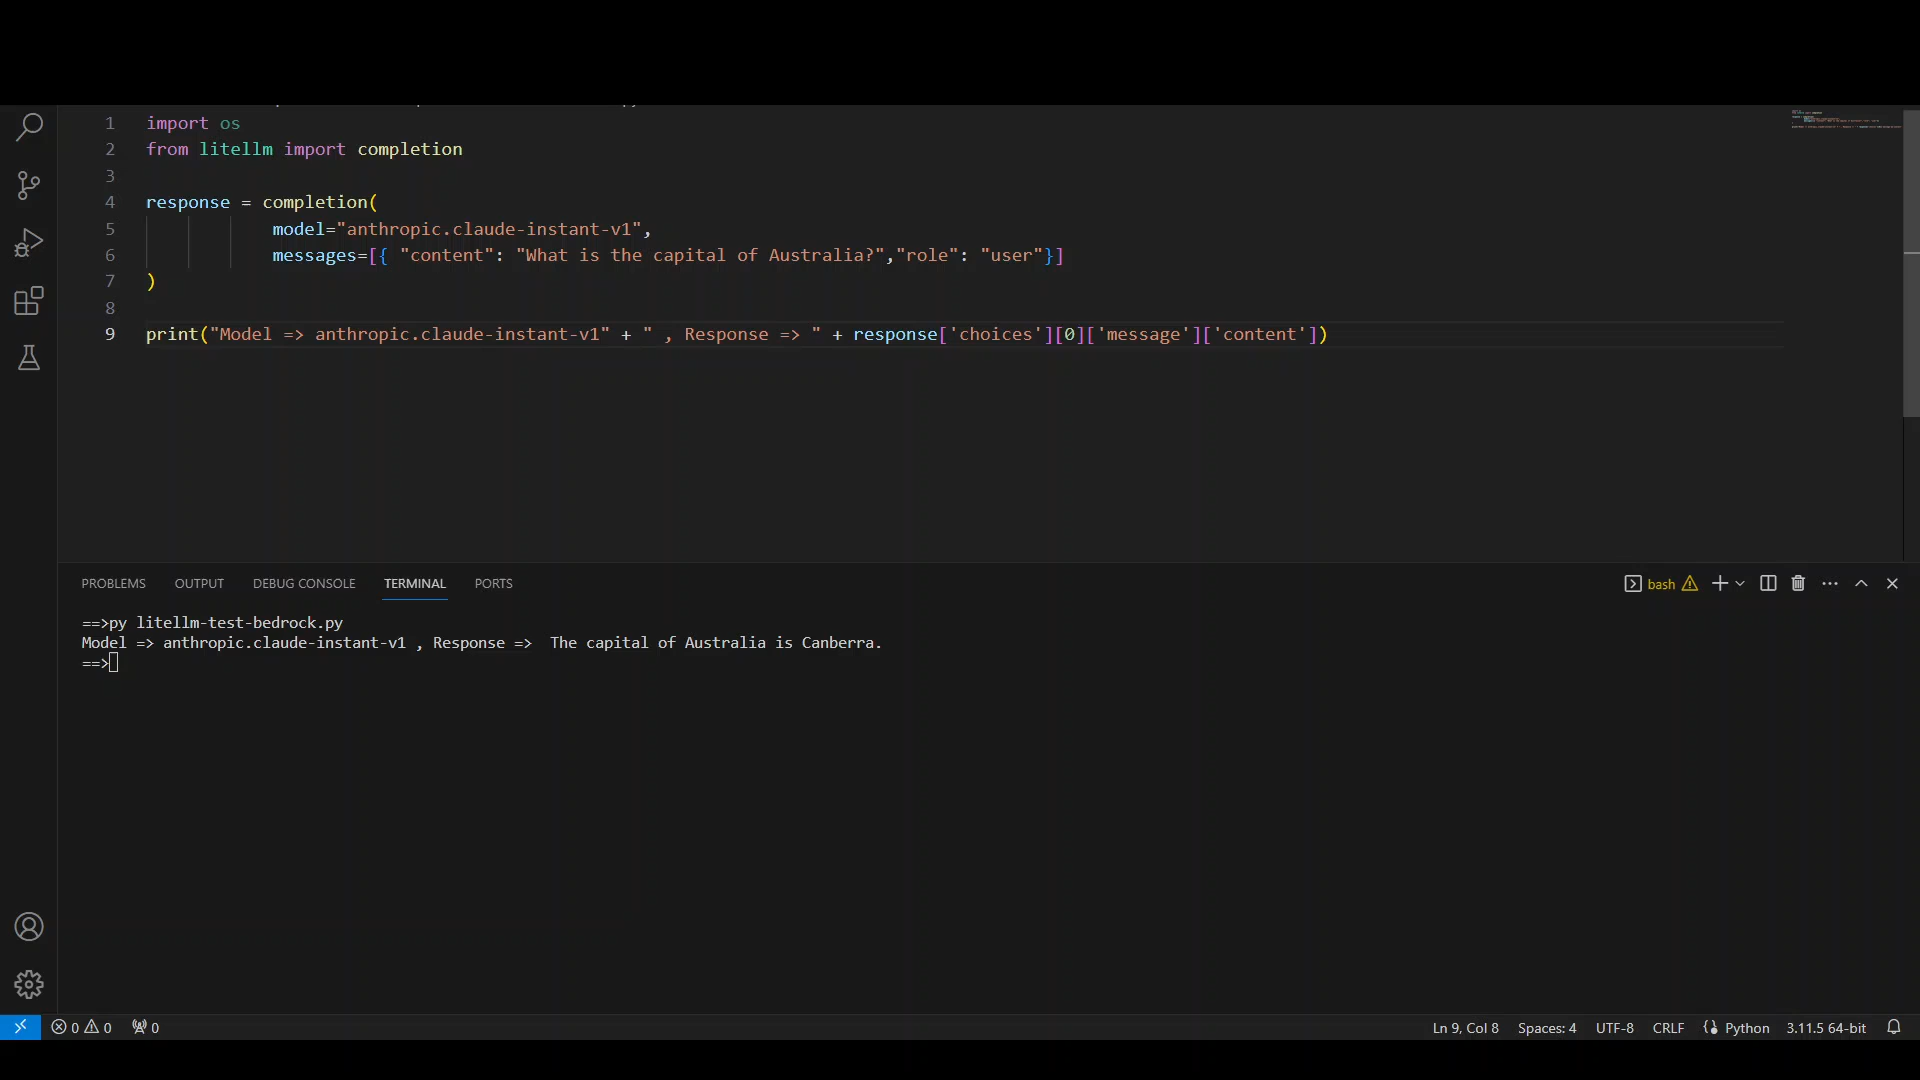 1 import os
2 from litellm import completion
3
4 response = completion(
5 model="anthropic.claude-instant-v1",
6 messages=[{ "content": "What is the capital of Australia?","role": "user"}]
7 )
8
9 print("Model => anthropic.claude-instant-v1" + " , Response => " + response['choices'][0]['message']['content'])
PROBLEMS OUTPUT DEBUG CONSOLE TERMINAL PORTS bash
==>py litellm-test-bedrock.py
Model => anthropic.claude-instant-v1 , Response =>  The capital of Australia is Canberra.
==>
0 0 0 Ln 9, Col 8 Spaces: 4 UTF-8 CRLF Python 3.11.5 64-bit